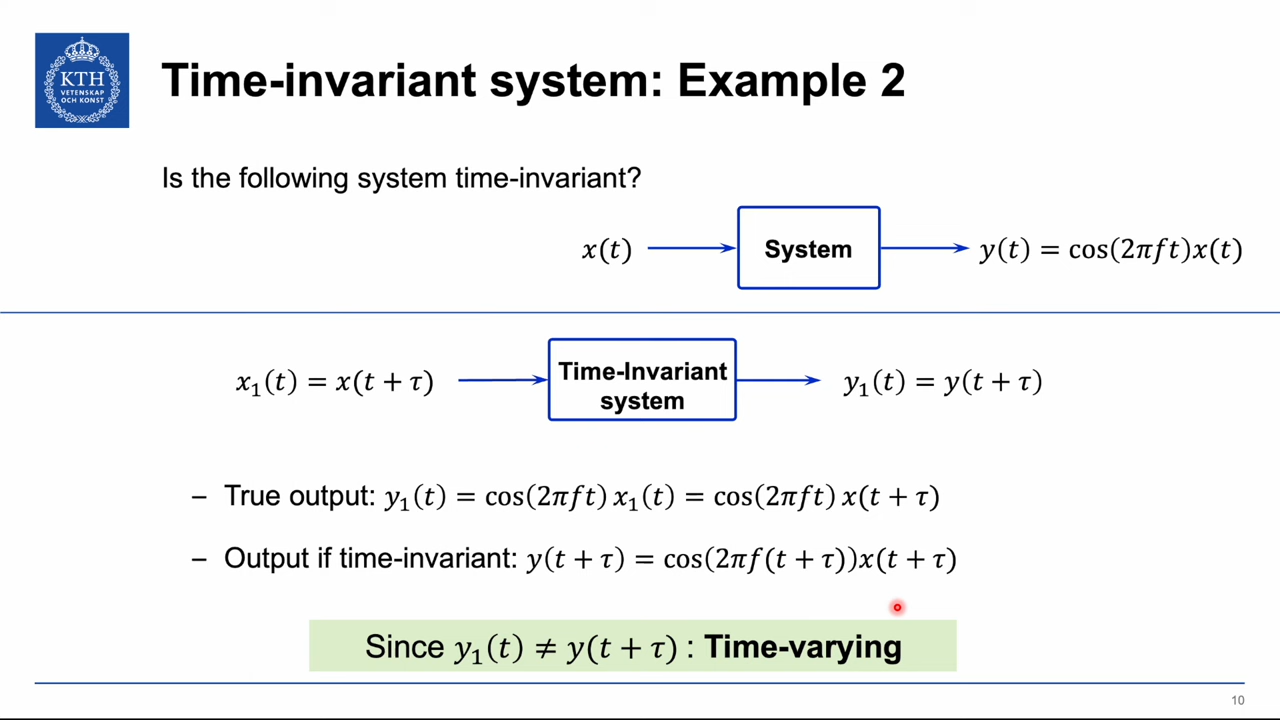 KTH
VETENSKAP
OCH KONST
Time-invariant system: Example 2
Is the following system time-invariant?
x(t) System y(t) = cos(2πft)x(t)
x₁(t) = x(t + τ) Time-Invariant system y₁(t) = y(t + τ)
– True output: y₁(t) = cos(2πft) x₁(t) = cos(2πft) x(t + τ)
– Output if time-invariant: y(t + τ) = cos(2πf(t + τ))x(t + τ)
Since y₁(t) ≠ y(t + τ) : Time-varying
10